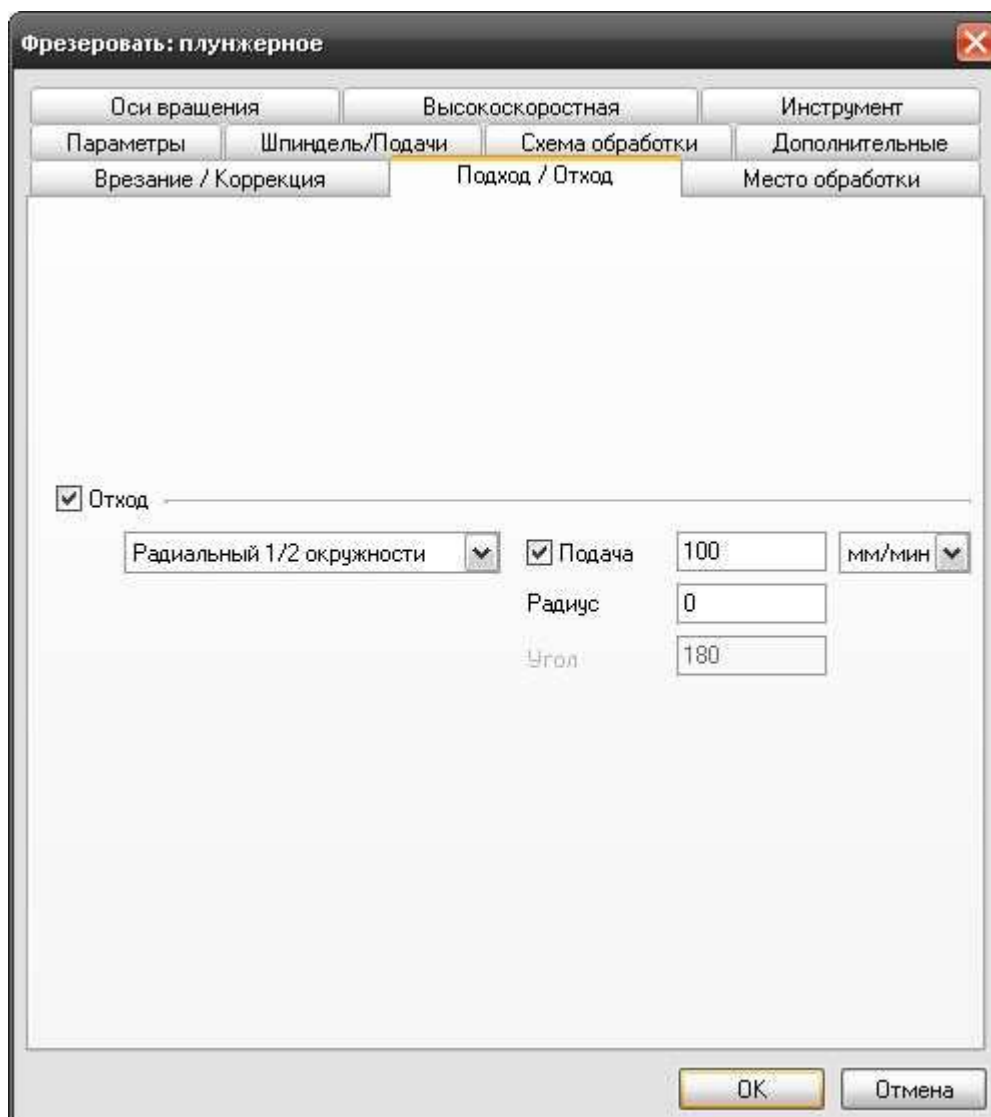 Фрезеровать: плунжерное
Оси вращения Высокоскоростная Инструмент
Параметры Шпиндель/Подачи Схема обработки Дополнительные
Врезание / Коррекция Подход / Отход Место обработки
Отход
Радиальный 1/2 окружности Подача 100 мм/мин
Радиус 0
Угол 180
OK Отмена